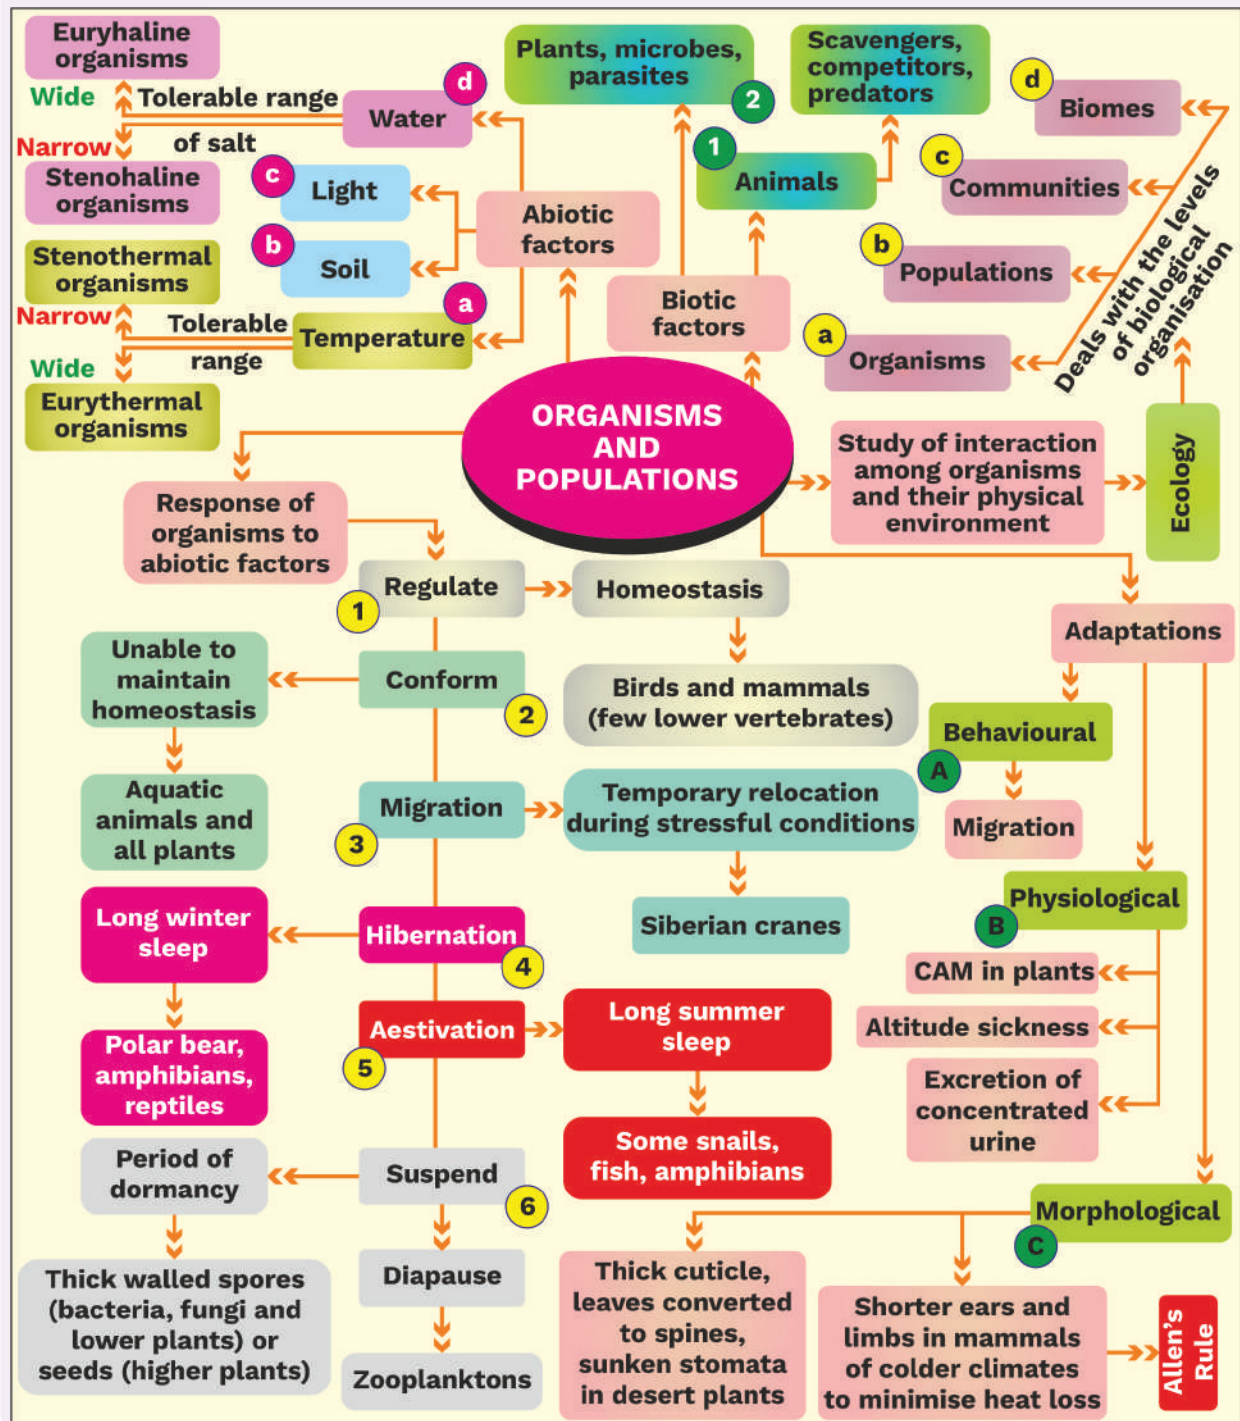 Euryhaline
organisms
Wide
Tolerable range
of salt
Narrow
Stenohaline
organisms
d
Water
c
Light
b
Soil
Abiotic
factors
Stenothermal
organisms
Narrow
Tolerable
range
Wide
a
Temperature
Eurythermal
organisms
Plants, microbes,
parasites
2
Scavengers,
competitors,
predators
1
Animals
Biotic
factors
d
Biomes
c
Communities
b
Populations
a
Organisms
Deals with the levels
of biological
organisation
ORGANISMS
AND
POPULATIONS
Study of interaction
among organisms
and their physical
environment
Ecology
Response of
organisms to
abiotic factors
Regulate
1
Homeostasis
Birds and mammals
(few lower vertebrates)
Unable to
maintain
homeostasis
Conform
2
Aquatic
animals and
all plants
Migration
3
Temporary relocation
during stressful conditions
Siberian cranes
Long winter
sleep
Hibernation
4
Polar bear,
amphibians,
reptiles
Aestivation
5
Long summer
sleep
Some snails,
fish, amphibians
Period of
dormancy
Suspend
6
Thick walled spores
(bacteria, fungi and
lower plants) or
seeds (higher plants)
Diapause
Zooplanktons
Adaptations
Behavioural
A
Migration
Physiological
B
CAM in plants
Altitude sickness
Excretion of
concentrated
urine
Morphological
C
Thick cuticle,
leaves converted
to spines,
sunken stomata
in desert plants
Shorter ears and
limbs in mammals
of colder climates
to minimise heat loss
Allen's
Rule